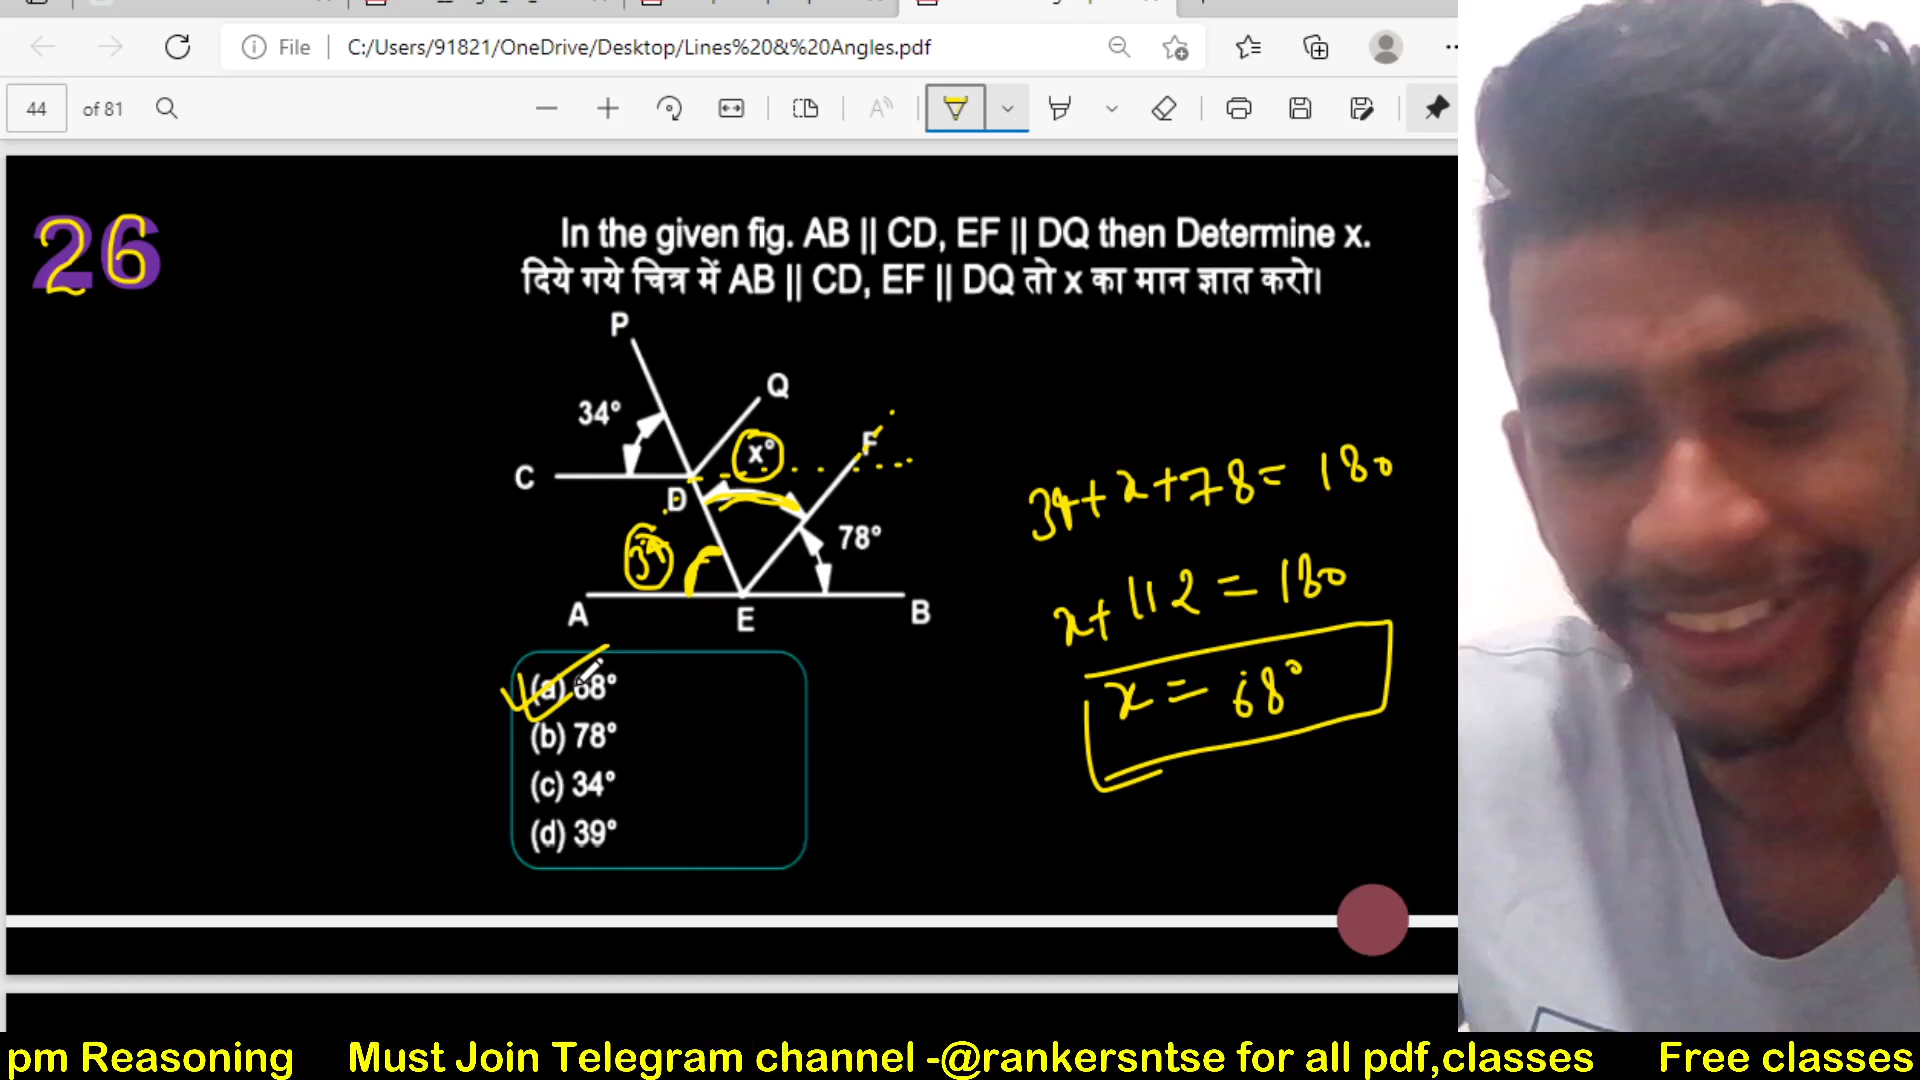 File C:/Users/91821/OneDrive/Desktop/Lines%20&%20Angles.pdf
44 of 81
26
In the given fig. AB || CD, EF || DQ then Determine x.
दिये गये चित्र में AB || CD, EF || DQ तो x का मान ज्ञात करो।
P
Q
34°
x°
F
C
D
78°
34
A
E
B
34+x+78= 180
x+112 = 180
x = 68°
(a) 68°
(b) 78°
(c) 34°
(d) 39°
pm Reasoning Must Join Telegram channel -@rankersntse for all pdf,classes Free classes